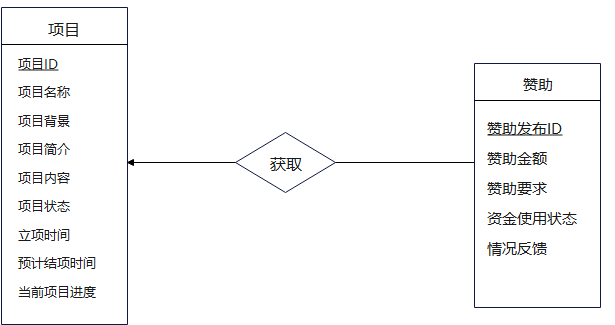 项目
项目ID
项目名称
项目背景
项目简介
项目内容
项目状态
立项时间
预计结项时间
当前项目进度
获取
赞助
赞助发布ID
赞助金额
赞助要求
资金使用状态
情况反馈